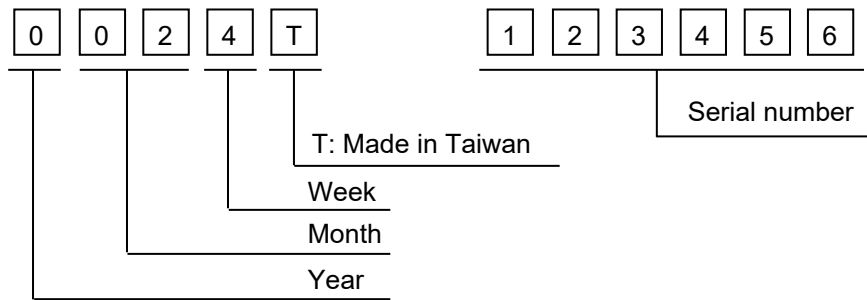 0 0 2 4 T 1 2 3 4 5 6
Serial number
T: Made in Taiwan
Week
Month
Year